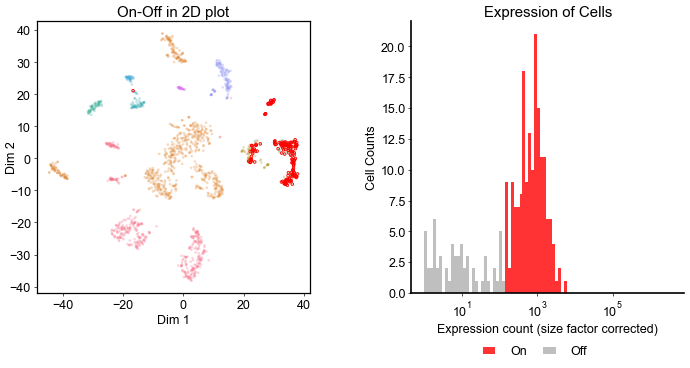 On-Off in 2D plot
40
30
20
10
0
−10
−20
−30
−40
Dim 2
−40 −20 0 20 40
Dim 1
Expression of Cells
20.0
17.5
15.0
12.5
10.0
7.5
5.0
2.5
0.0
Cell Counts
10^1 10^3 10^5
Expression count (size factor corrected)
On Off